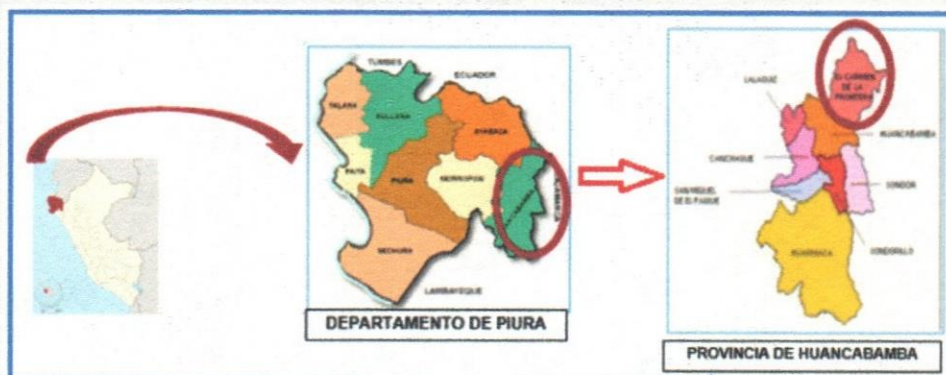 TUMBES
ECUADOR
TALARA
SULLANA
AYABACA
PAITA
PIURA
MORROPON
SECHURA
LAMBAYEQUE
DEPARTAMENTO DE PIURA
EL CARMEN
DE LA
FRONTERA
LALAQUIZ
HUANCABAMBA
CANCHAQUE
SONDOR
SAN MIGUEL
DE EL FAIQUE
SONDORILLO
HUARMACA
PROVINCIA DE HUANCABAMBA